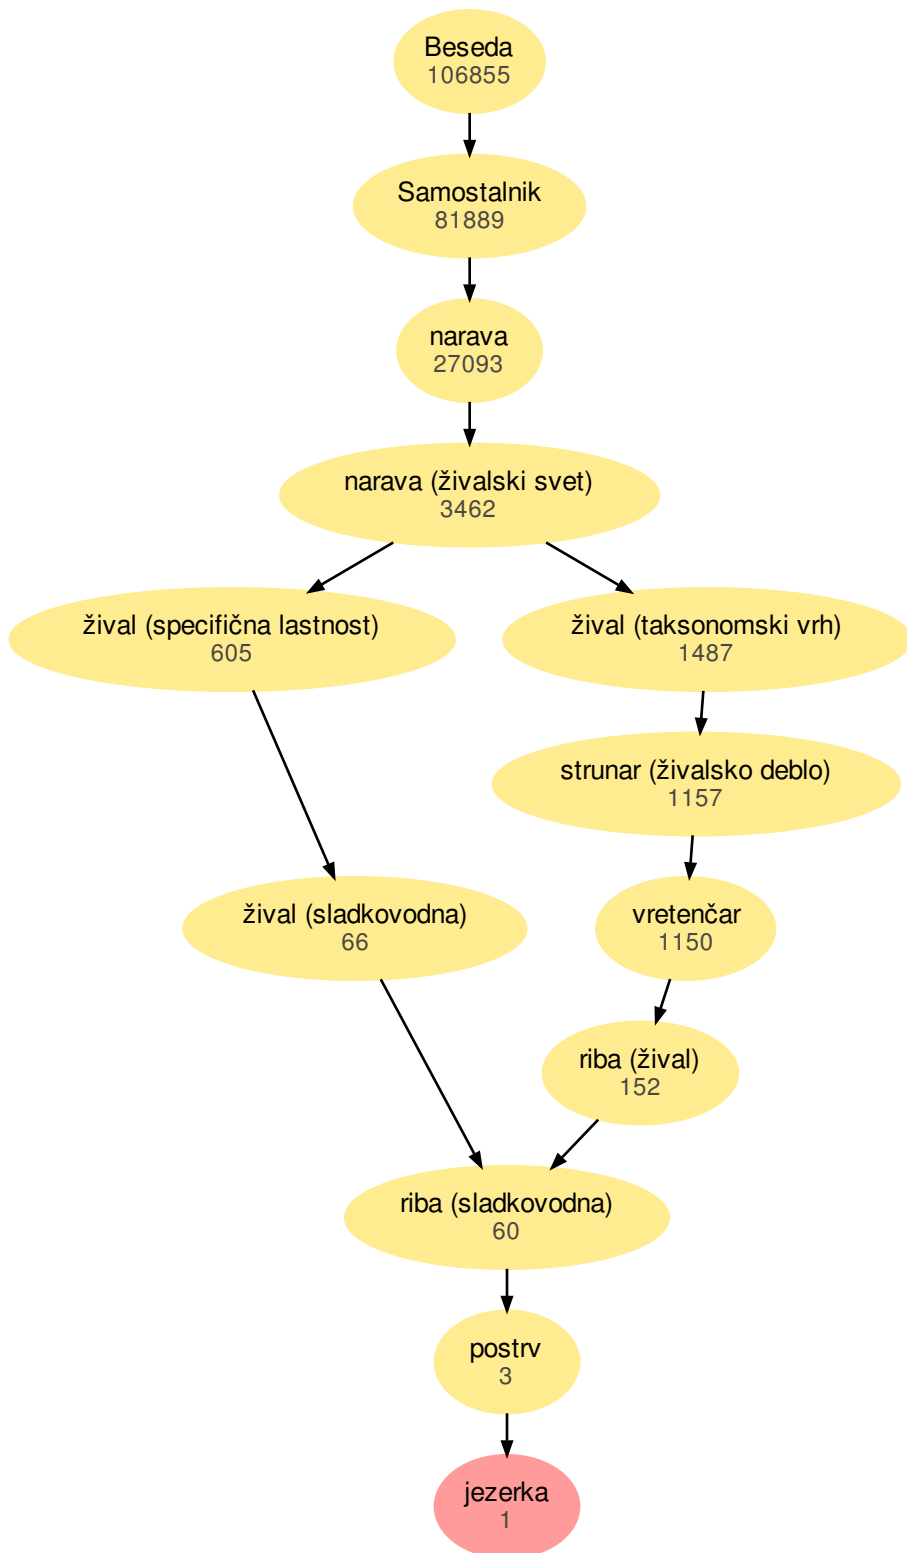 Beseda
106855
Samostalnik
81889
narava
27093
narava (živalski svet)
3462
žival (specifična lastnost)
605
žival (taksonomski vrh)
1487
strunar (živalsko deblo)
1157
žival (sladkovodna)
66
vretenčar
1150
riba (žival)
152
riba (sladkovodna)
60
postrv
3
jezerka
1